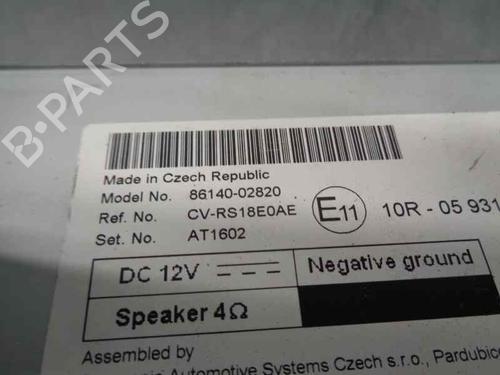 B-PARTS
Made in Czech Republic
Model No. 86140-02820
Ref. No. CV-RS18E0AE
Set. No. AT1602
E11 10R - 05 931
DC 12V
Negative ground
Speaker 4Ω
Assembled by
Automotive Systems Czech s.r.o., Pardubice